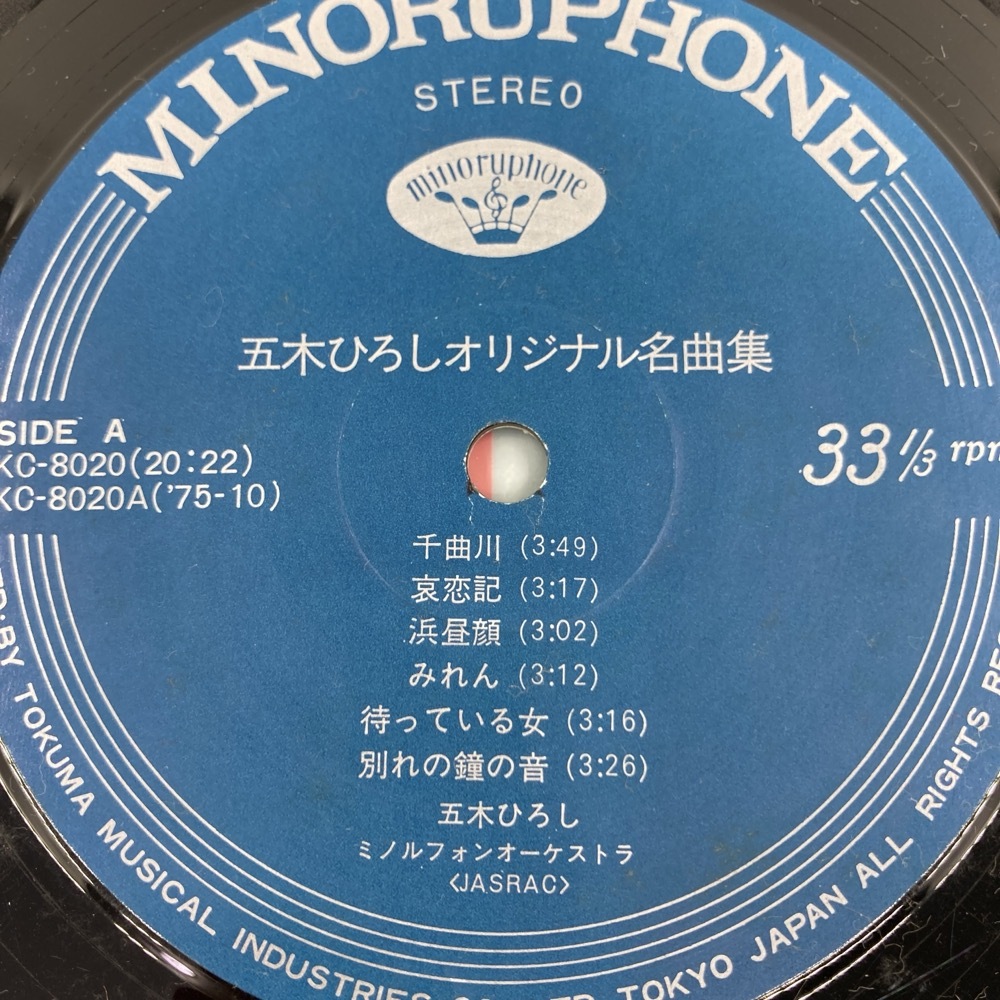 MINORUPHONE
STEREO
minoruphone
五木ひろしオリジナル名曲集
SIDE A
KC-8020(20:22)
KC-8020A('75-10)
33 1/3 rpm
千曲川 (3:49)
哀恋記 (3:17)
浜昼顔 (3:02)
みれん (3:12)
待っている女 (3:16)
別れの鐘の音 (3:26)
五木ひろし
ミノルフォンオーケストラ
〈JASRAC〉
BY TOKUMA MUSICAL INDUSTRIES CO., LTD. TOKYO JAPAN ALL RIGHTS